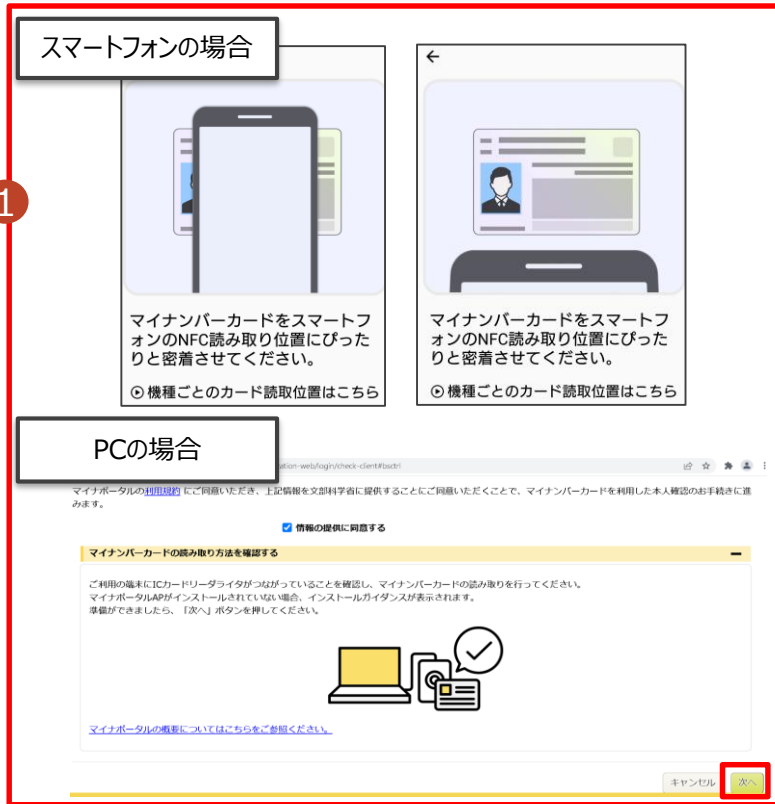 スマートフォンの場合
1
マイナンバーカードをスマートフ
ォンのNFC読み取り位置にぴった
りと密着させてください。
機種ごとのカード読取位置はこちら
マイナンバーカードをスマートフ
ォンのNFC読み取り位置にぴった
りと密着させてください。
機種ごとのカード読取位置はこちら
PCの場合
ation-web/login/check-client#bsctrl
マイナポータルの利用規約 にご同意いただき、上記情報を文部科学省に提供することにご同意いただくことで、マイナンバーカードを利用した本人確認のお手続きに進
みます。
情報の提供に同意する
マイナンバーカードの読み取り方法を確認する
ご利用の端末にICカードリーダライタがつながっていることを確認し、マイナンバーカードの読み取りを行ってください。
マイナポータルAPがインストールされていない場合、インストールガイダンスが表示されます。
準備ができましたら、「次へ」ボタンを押してください。
マイナポータルの概要についてはこちらをご参照ください。
キャンセル
次へ